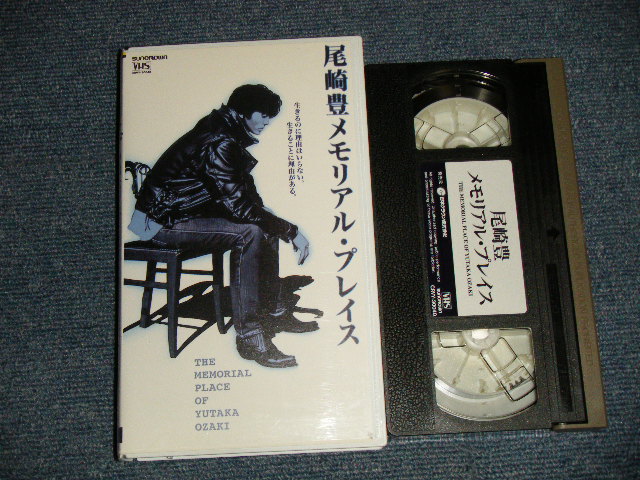 SUNCROWN
VHS
尾崎豊メモリアル・プレイス
生きるのに理由はいらない、
生きることに理由がある。
THE
MEMORIAL
PLACE
OF
YUTAKA
OZAKI
尾崎豊
メモリアル・プレイス
THE MEMORIAL PLACE OF YUTAKA OZAKI
VHS